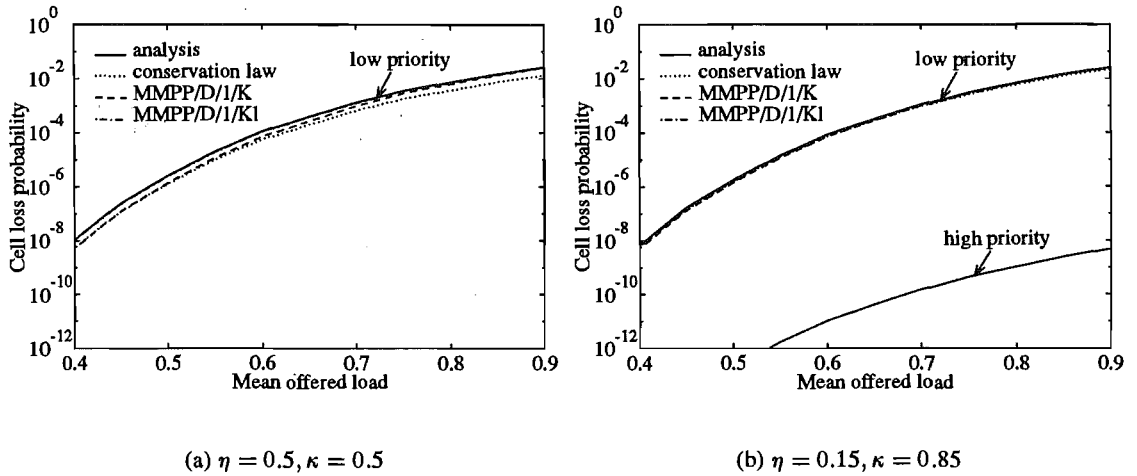 10^0
10^-2
10^-4
10^-6
10^-8
10^-10
10^-12
Cell loss probability
analysis
conservation law
MMPP/D/1/K
MMPP/D/1/Kl
low priority
0.4 0.5 0.6 0.7 0.8 0.9
Mean offered load
(a) η = 0.5, κ = 0.5
10^0
10^-2
10^-4
10^-6
10^-8
10^-10
10^-12
Cell loss probability
analysis
conservation law
MMPP/D/1/K
MMPP/D/1/Kl
low priority
high priority
0.4 0.5 0.6 0.7 0.8 0.9
Mean offered load
(b) η = 0.15, κ = 0.85